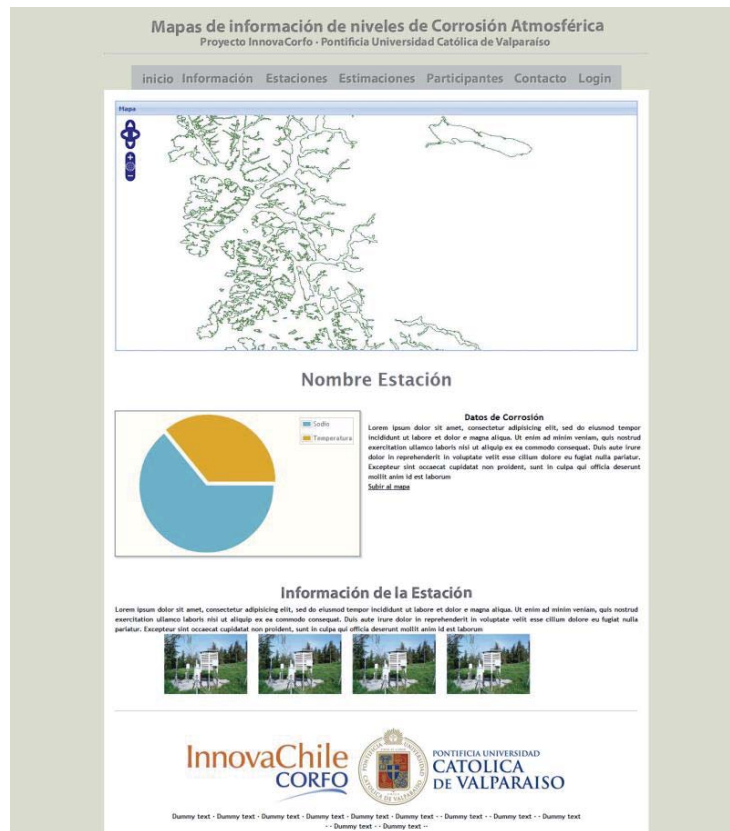 Mapas de información de niveles de Corrosión Atmosférica
Proyecto InnovaCorfo - Pontificia Universidad Católica de Valparaíso
inicio Información Estaciones Estimaciones Participantes Contacto Login
Mapa
Nombre Estación
Sodio
Temperatura
Datos de Corrosión
Lorem ipsum dolor sit amet, consectetur adipisicing elit, sed do eiusmod tempor
incididunt ut labore et dolor e magna aliqua. Ut enim ad minim veniam, quis nostrud
exercitation ullamco laboris nisi ut aliquip ex ea commodo consequat. Duis aute irure
dolor in reprehenderit in voluptate velit esse cillum dolore eu fugiat nulla pariatur.
Excepteur sint occaecat cupidatat non proident, sunt in culpa qui officia deserunt
mollit anim id est laborum
Subir al mapa
Información de la Estación
Lorem ipsum dolor sit amet, consectetur adipisicing elit, sed do eiusmod tempor incididunt ut labore et dolor e magna aliqua. Ut enim ad minim veniam, quis nostrud
exercitation ullamco laboris nisi ut aliquip ex ea commodo consequat. Duis aute irure dolor in reprehenderit in voluptate velit esse cillum dolore eu fugiat nulla
pariatur. Excepteur sint occaecat cupidatat non proident, sunt in culpa qui officia deserunt mollit anim id est laborum
InnovaChile
CORFO
PONTIFICIA UNIVERSIDAD
CATOLICA
DE VALPARAISO
Dummy text - Dummy text - Dummy text - Dummy text - Dummy text - Dummy text - - Dummy text - - Dummy text - - Dummy text
- - Dummy text - - Dummy text --